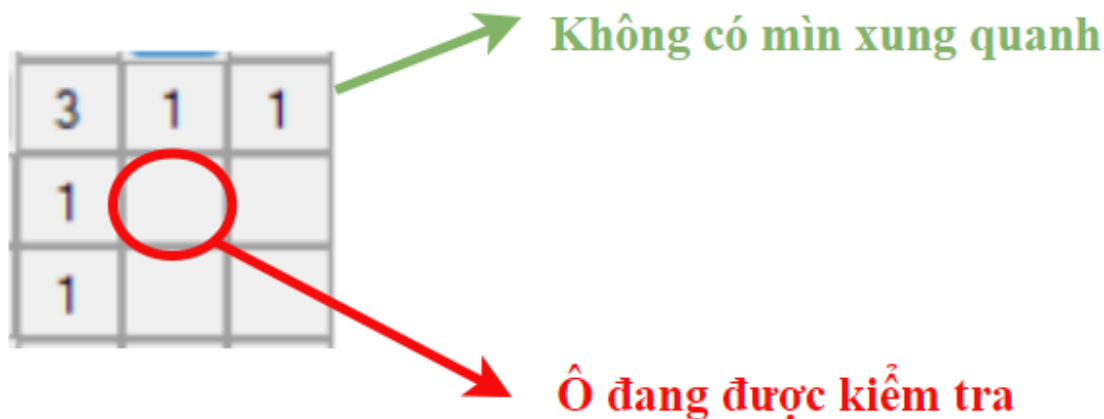 Không có mìn xung quanh
3 1 1
1
1
Ô đang được kiểm tra